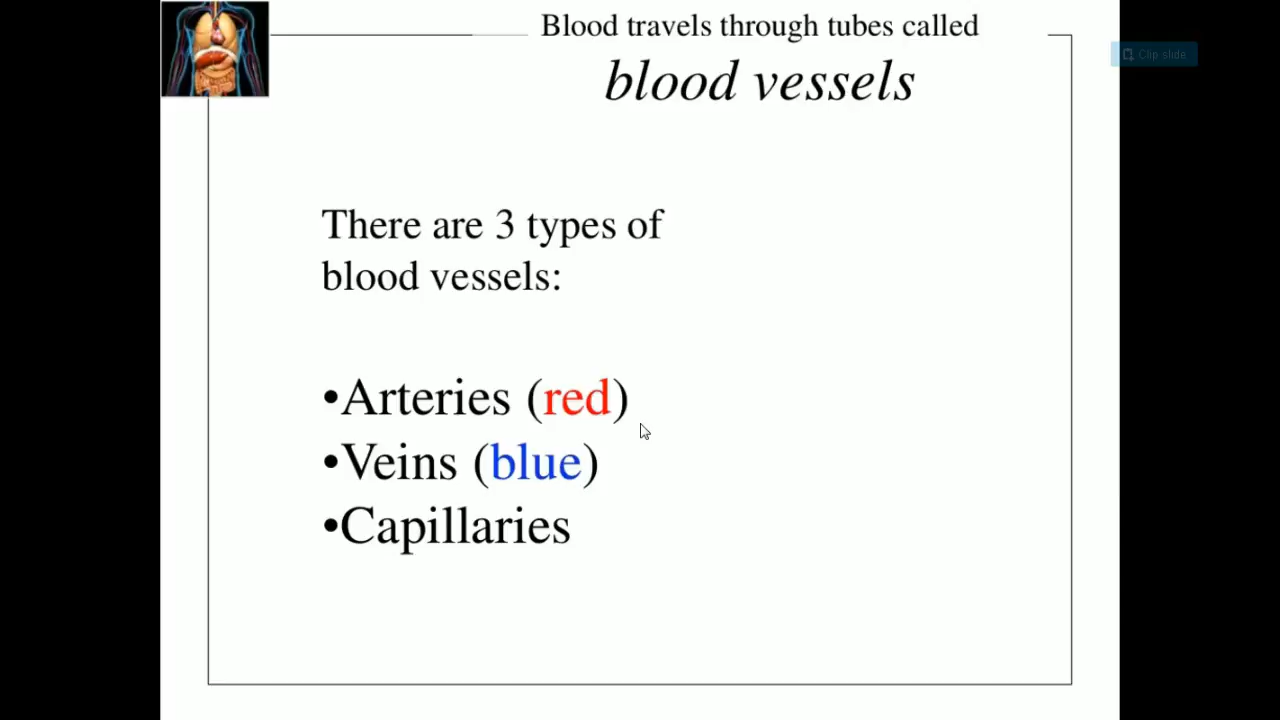 Blood travels through tubes called
blood vessels
Clip slide
There are 3 types of
blood vessels:
•Arteries (red)
•Veins (blue)
•Capillaries